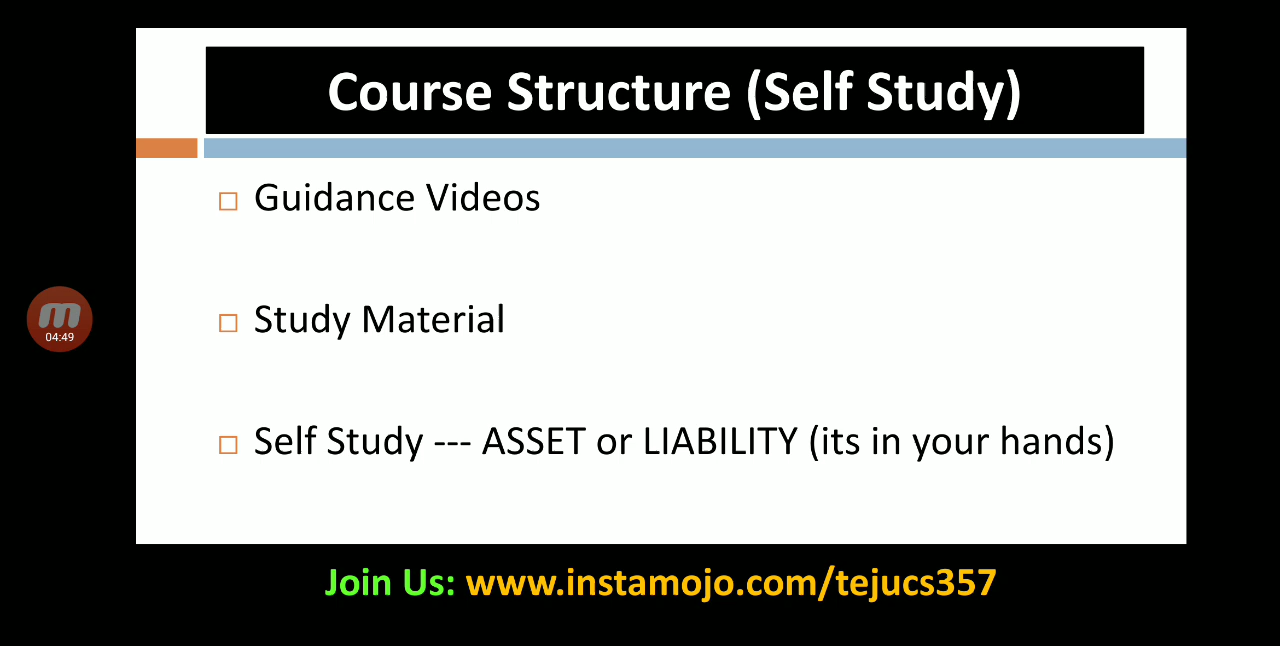 Course Structure (Self Study)
Guidance Videos
Study Material
04:49
Self Study --- ASSET or LIABILITY (its in your hands)
Join Us: www.instamojo.com/tejucs357